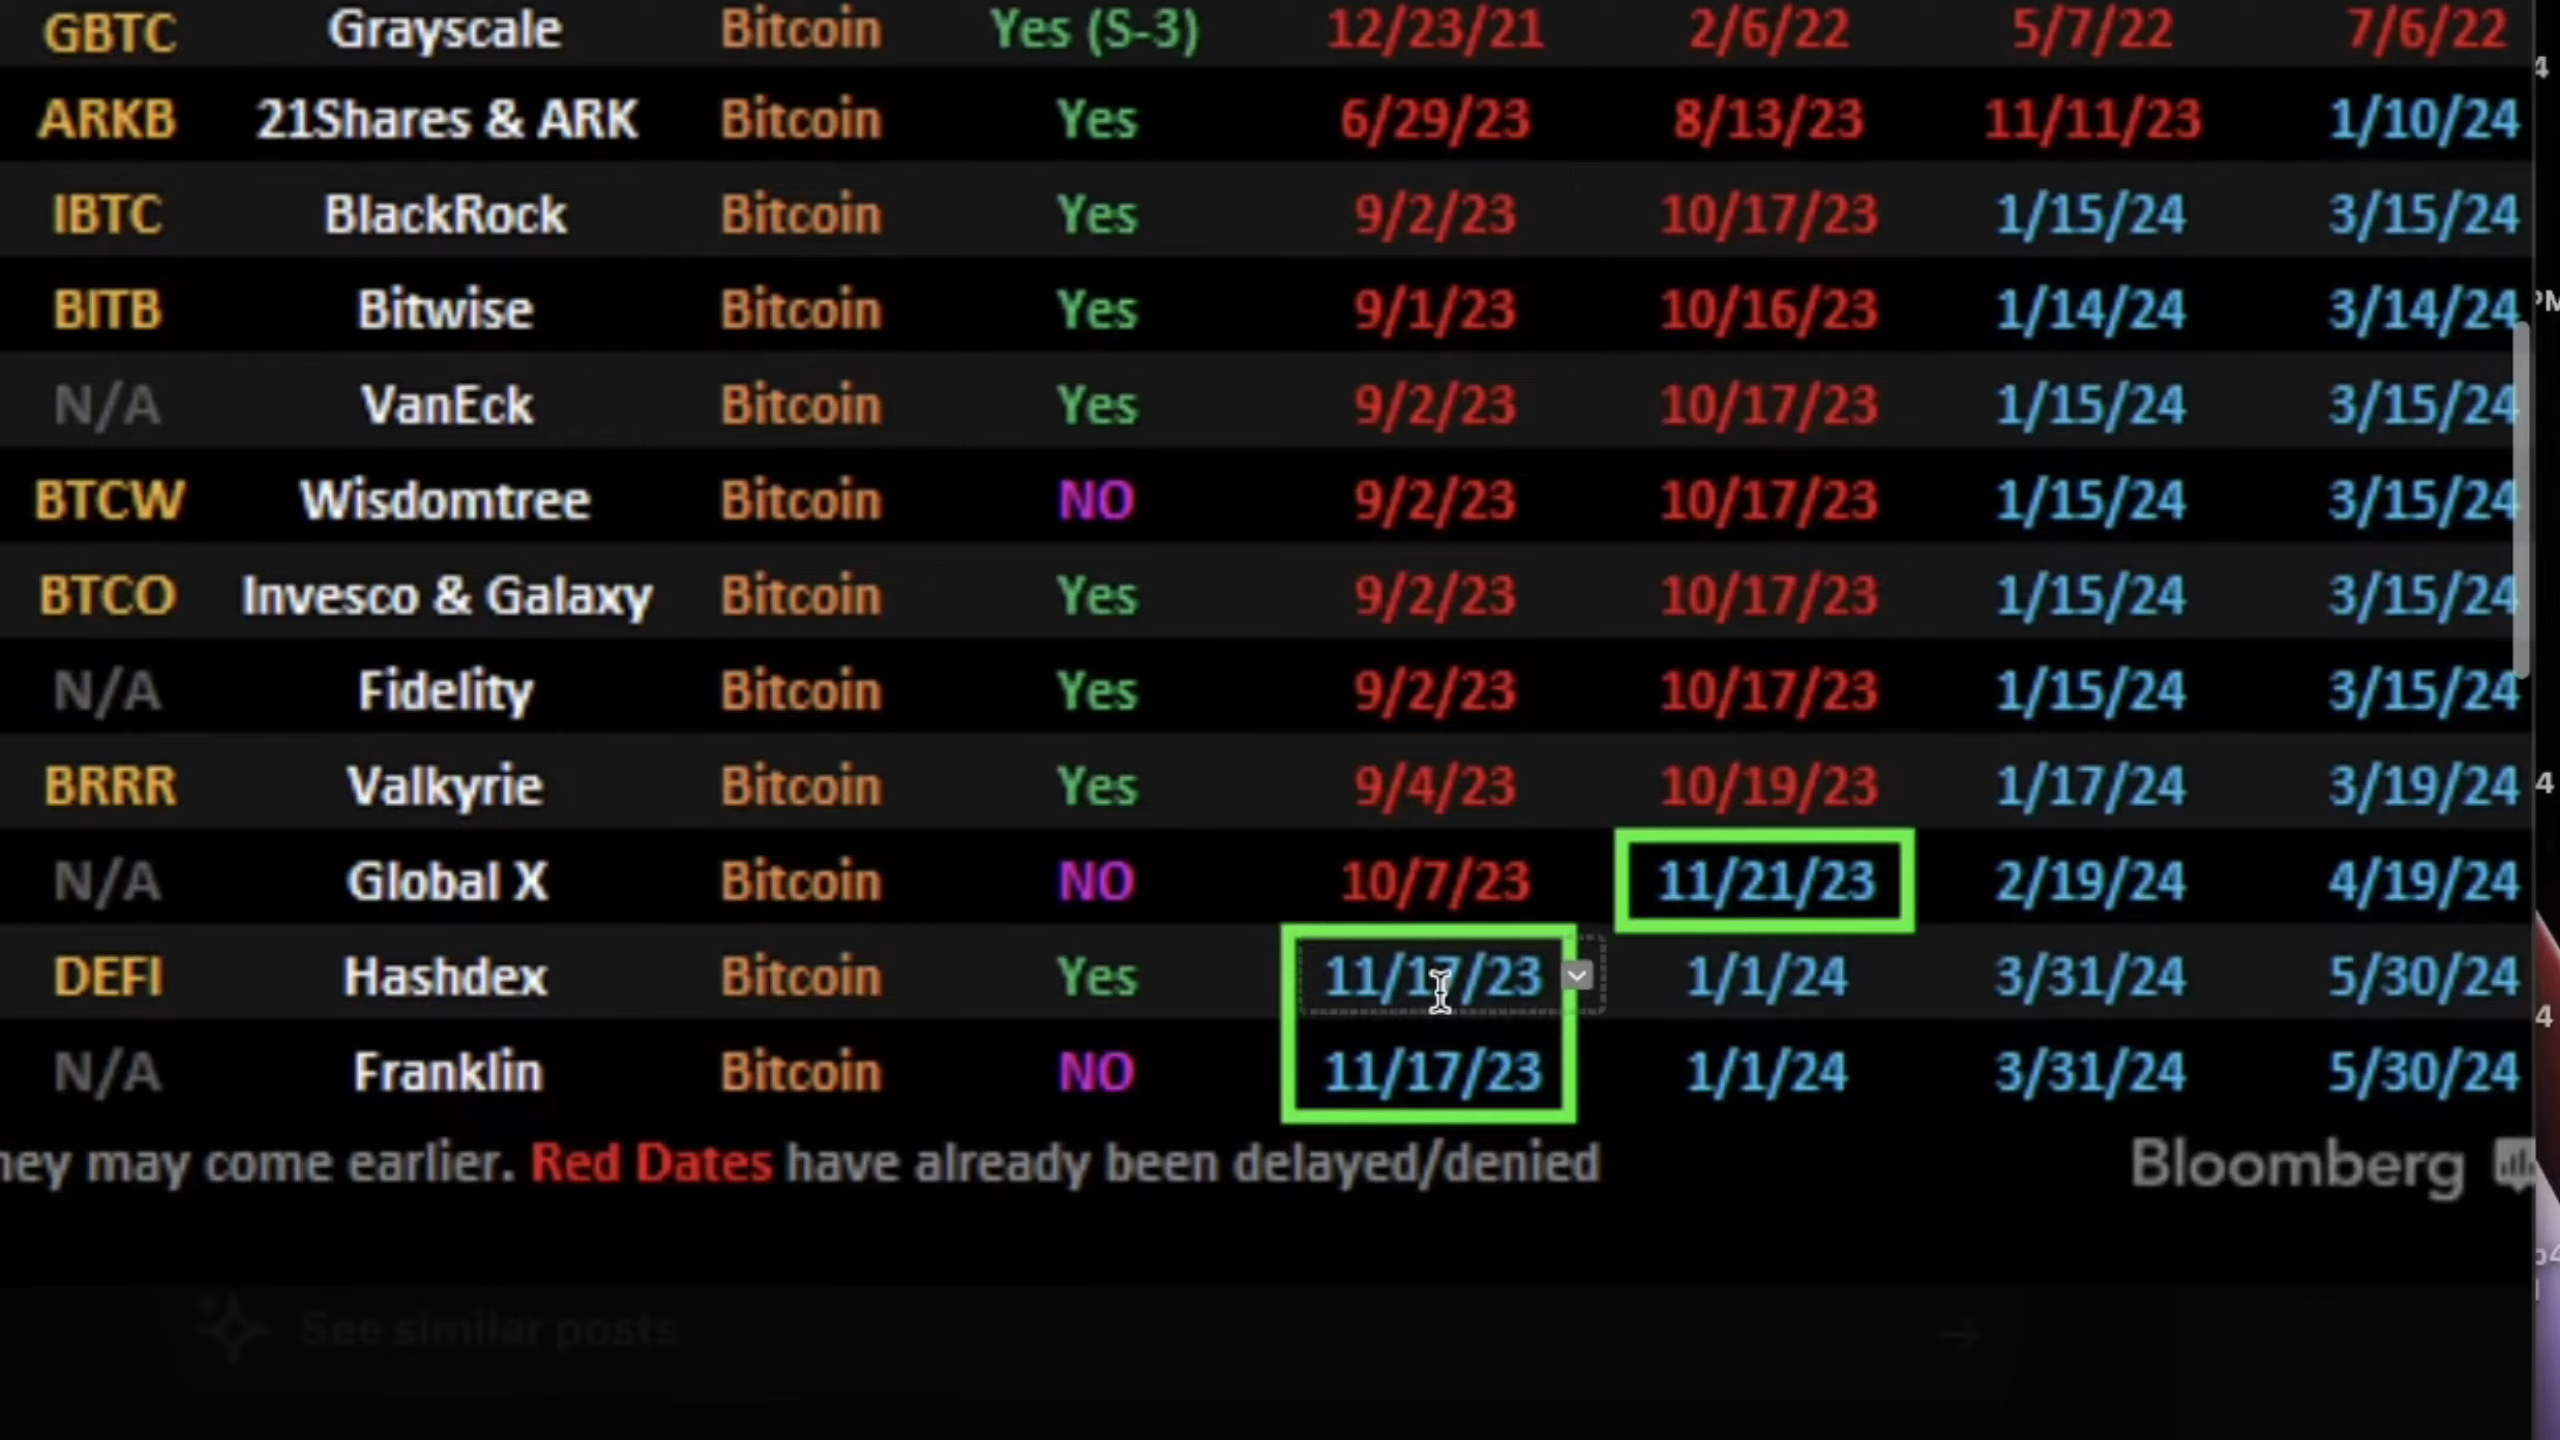 GBTC Grayscale Bitcoin Yes (S-3) 12/23/21 2/6/22 5/7/22 7/6/22
ARKB 21Shares & ARK Bitcoin Yes 6/29/23 8/13/23 11/11/23 1/10/24
IBTC BlackRock Bitcoin Yes 9/2/23 10/17/23 1/15/24 3/15/24
BITB Bitwise Bitcoin Yes 9/1/23 10/16/23 1/14/24 3/14/24
N/A VanEck Bitcoin Yes 9/2/23 10/17/23 1/15/24 3/15/24
BTCW Wisdomtree Bitcoin NO 9/2/23 10/17/23 1/15/24 3/15/24
BTCO Invesco & Galaxy Bitcoin Yes 9/2/23 10/17/23 1/15/24 3/15/24
N/A Fidelity Bitcoin Yes 9/2/23 10/17/23 1/15/24 3/15/24
BRRR Valkyrie Bitcoin Yes 9/4/23 10/19/23 1/17/24 3/19/24
N/A Global X Bitcoin NO 10/7/23 11/21/23 2/19/24 4/19/24
DEFI Hashdex Bitcoin Yes 11/17/23 1/1/24 3/31/24 5/30/24
N/A Franklin Bitcoin NO 11/17/23 1/1/24 3/31/24 5/30/24
hey may come earlier. Red Dates have already been delayed/denied Bloomberg
See similar posts